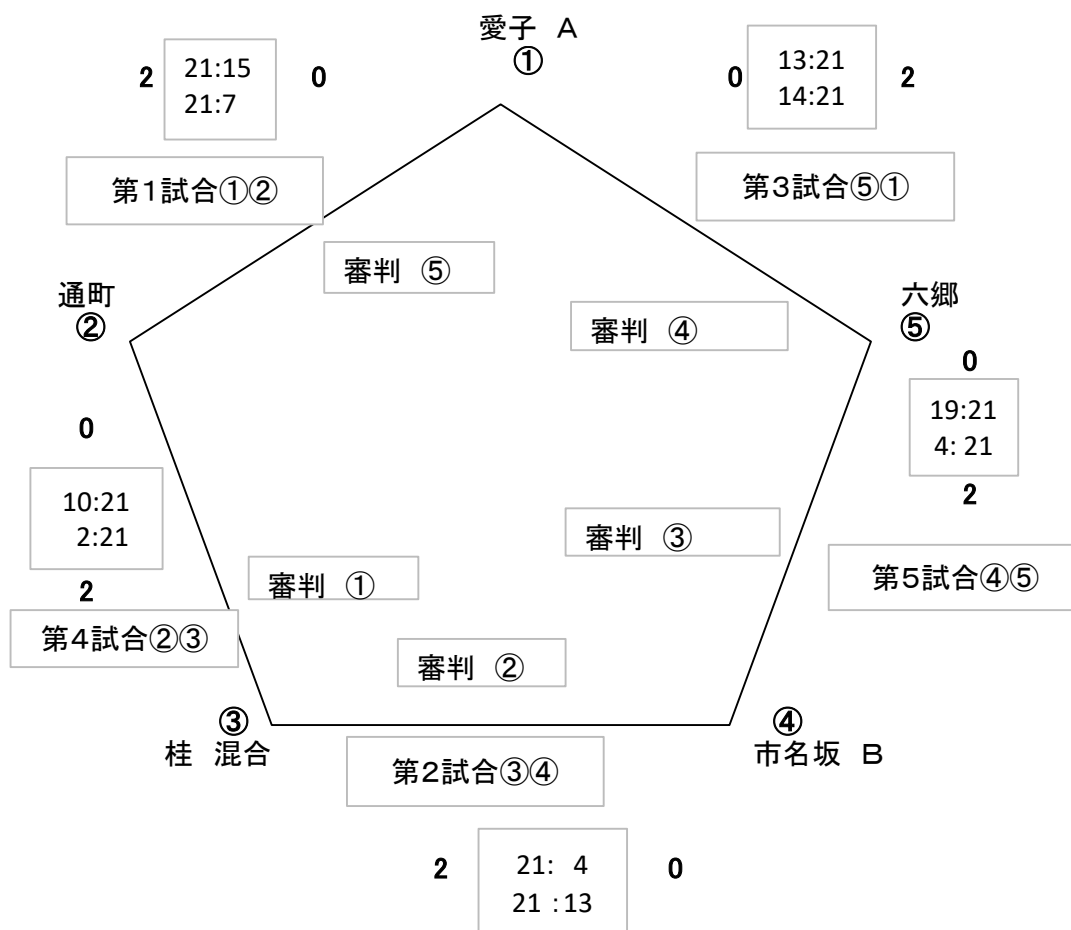 愛子 A
①
2
21:15
21:7
0
0
13:21
14:21
2
第1試合①②
第3試合⑤①
審判 ⑤
通町
②
六郷
⑤
審判 ④
0
19:21
4: 21
2
0
10:21
2:21
2
審判 ③
審判 ①
第5試合④⑤
第4試合②③
審判 ②
③
桂 混合
④
市名坂 B
第2試合③④
2
21: 4
21 :13
0